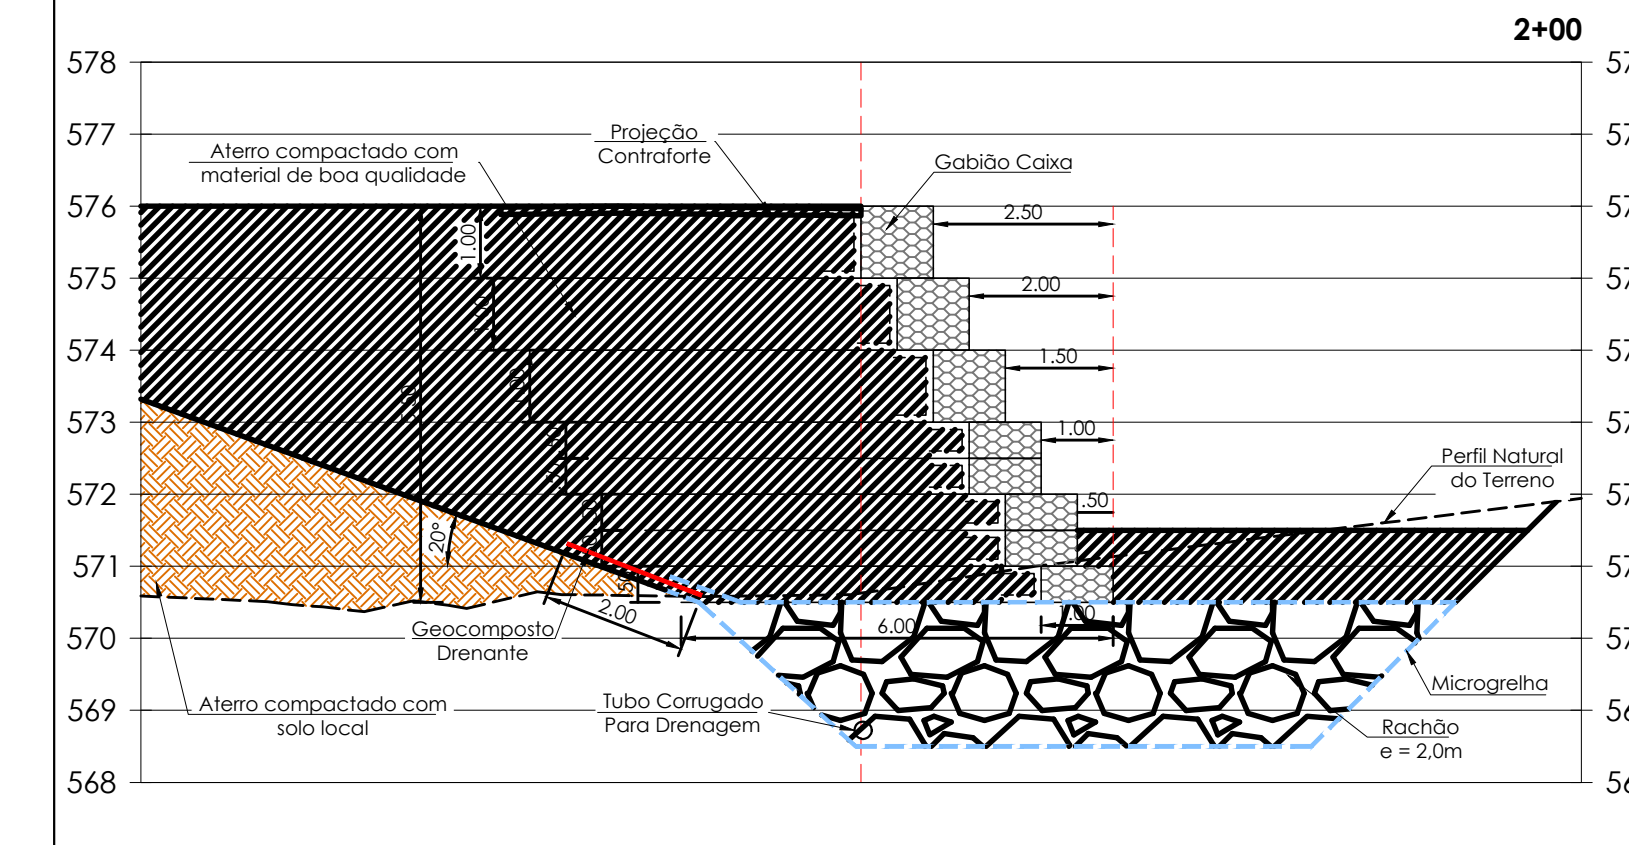 2+00
578
577
576
575
574
573
572
571
570
569
568
Projeção
Contraforte
Aterro compactado com
material de boa qualidade
Gabião Caixa
2.50
2.00
1.50
1.00
.50
1.00
1.00
Perfil Natural
do Terreno
20°
2.00
6.00
Geocomposto
Drenante
Aterro compactado com
solo local
Tubo Corrugado
Para Drenagem
Microgrelha
Rachão
e = 2,0m